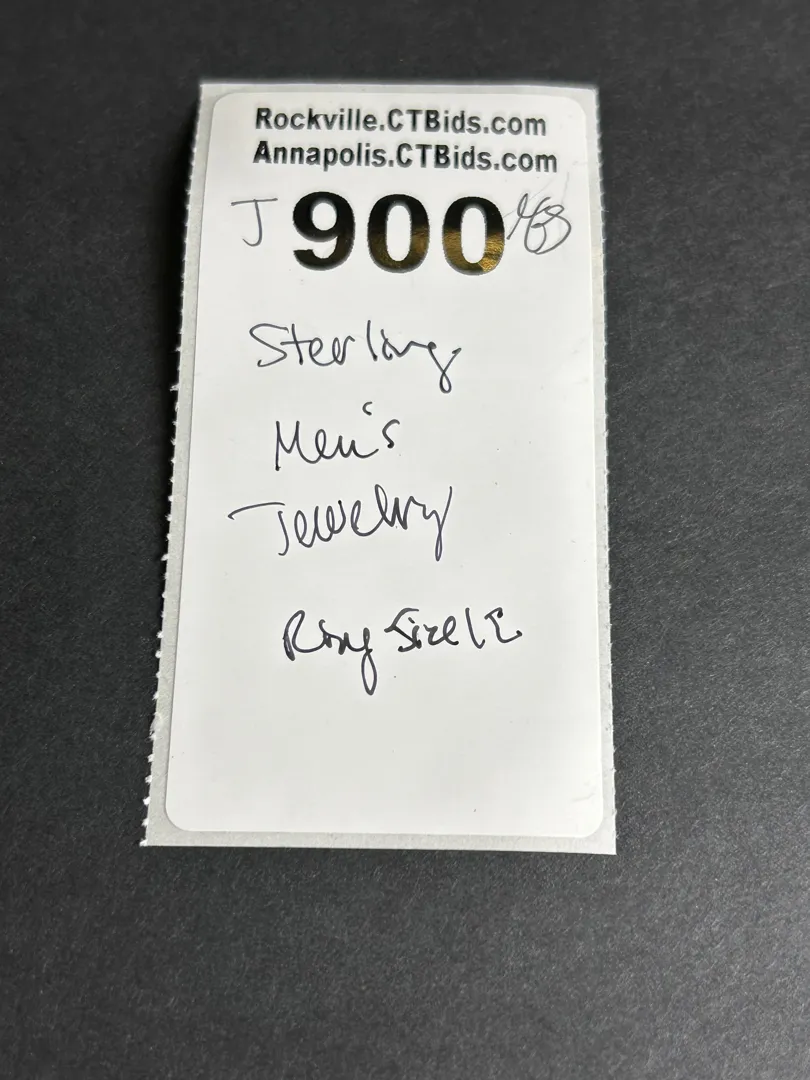 Rockville.CTBids.com
Annapolis.CTBids.com
J 900
Sterling
Men's
Jewelry
Ring Size 12